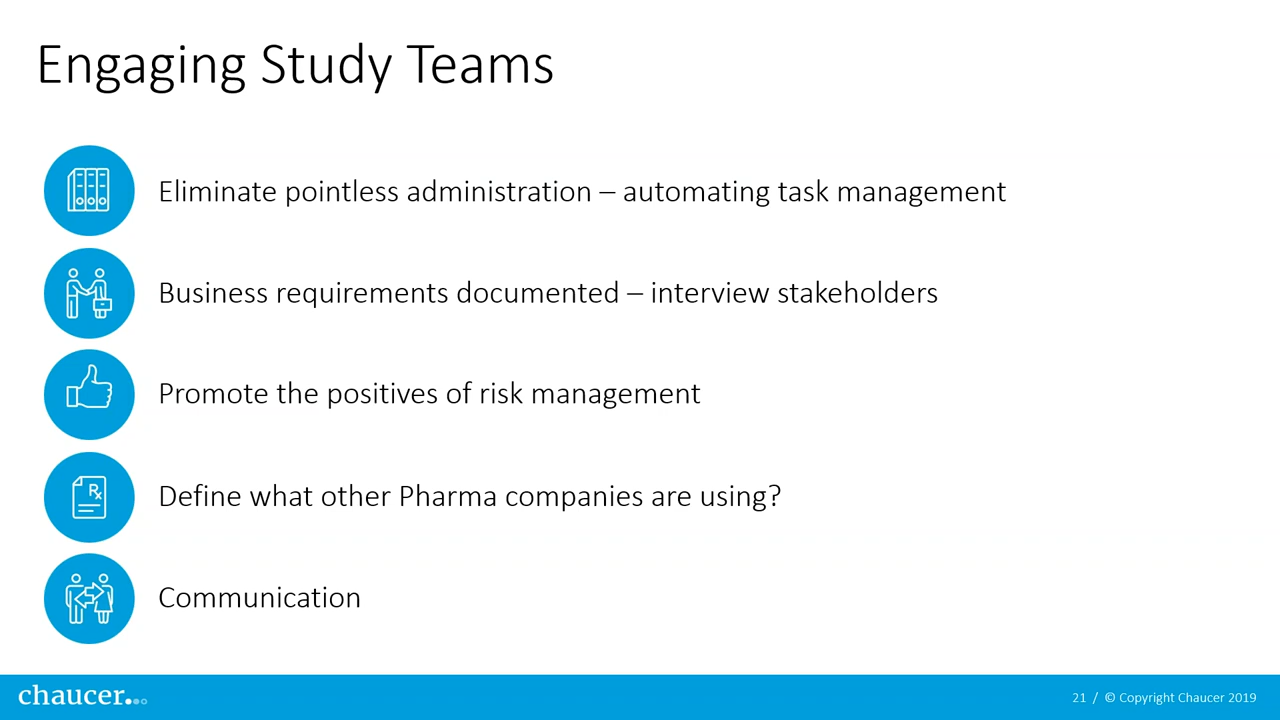 Engaging Study Teams
Eliminate pointless administration – automating task management
Business requirements documented – interview stakeholders
Promote the positives of risk management
Rx
Define what other Pharma companies are using?
Communication
chaucer.
21 / © Copyright Chaucer 2019